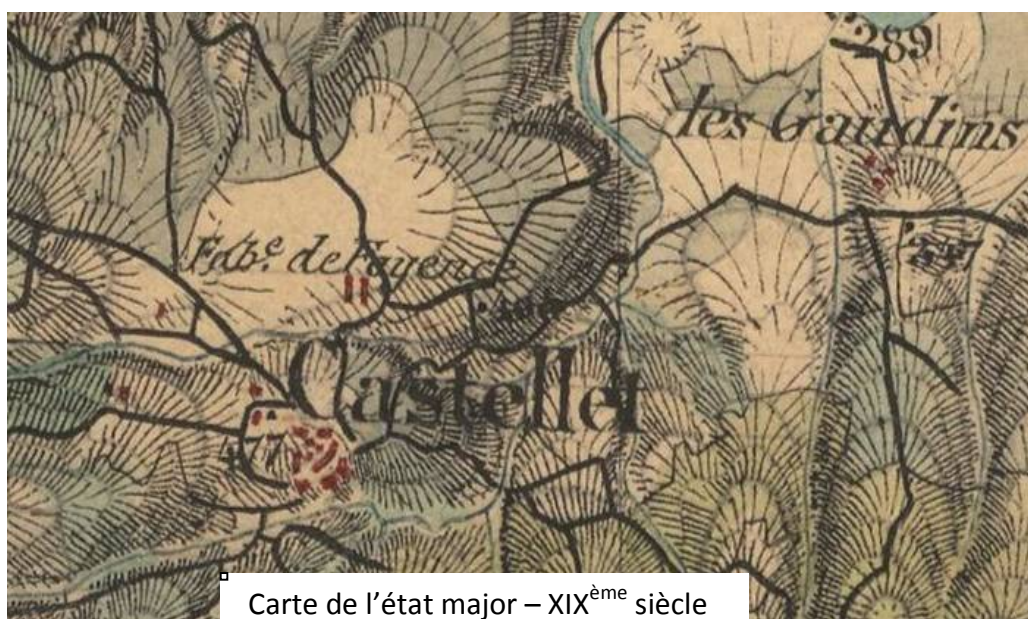 289
les Gaudins
Fab.e de Fayence
Castellet
Carte de l'état major – XIXème siècle